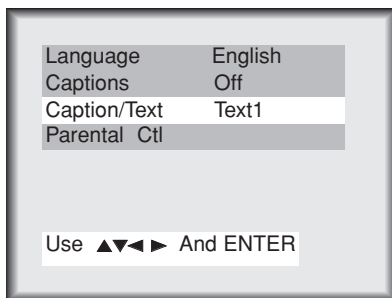 Language English
Captions Off
Caption/Text Text1
Parental Ctl
Use ▲▼◄ ► And ENTER